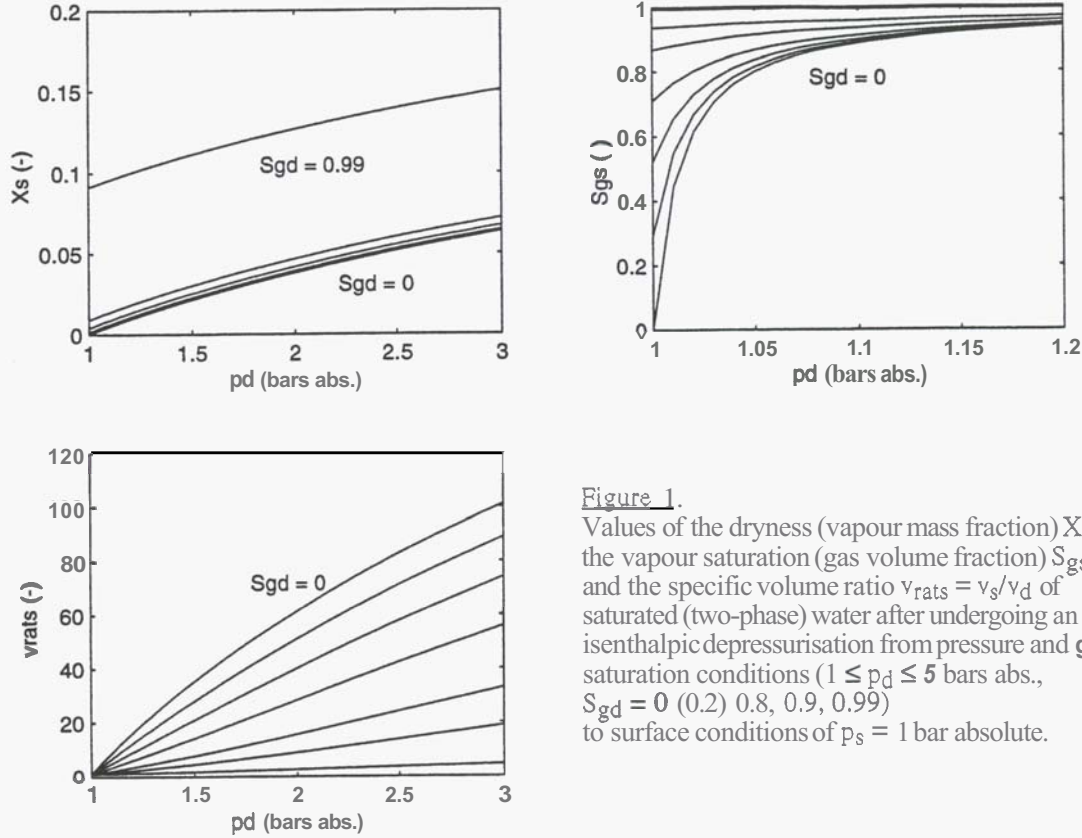 0.2
0.15
0.1
0.05
0
Xs (-)
Sgd = 0.99
Sgd = 0
1 1.5 2 2.5 3
pd (bars abs.)
1
0.8
0.6
0.4
0.2
0
Sgs ( )
Sgd = 0
1 1.05 1.1 1.15 1.2
pd (bars abs.)
120
100
80
60
40
20
0
vrats (-)
Sgd = 0
1 1.5 2 2.5 3
pd (bars abs.)
Figure 1.
Values of the dryness (vapour mass fraction) X
the vapour saturation (gas volume fraction) Sgs
and the specific volume ratio vrats = vs/vd of
saturated (two-phase) water after undergoing an
isenthalpic depressurisation from pressure and g
saturation conditions (1 ≤ pd ≤ 5 bars abs.,
Sgd = 0 (0.2) 0.8, 0.9, 0.99)
to surface conditions of ps = 1 bar absolute.